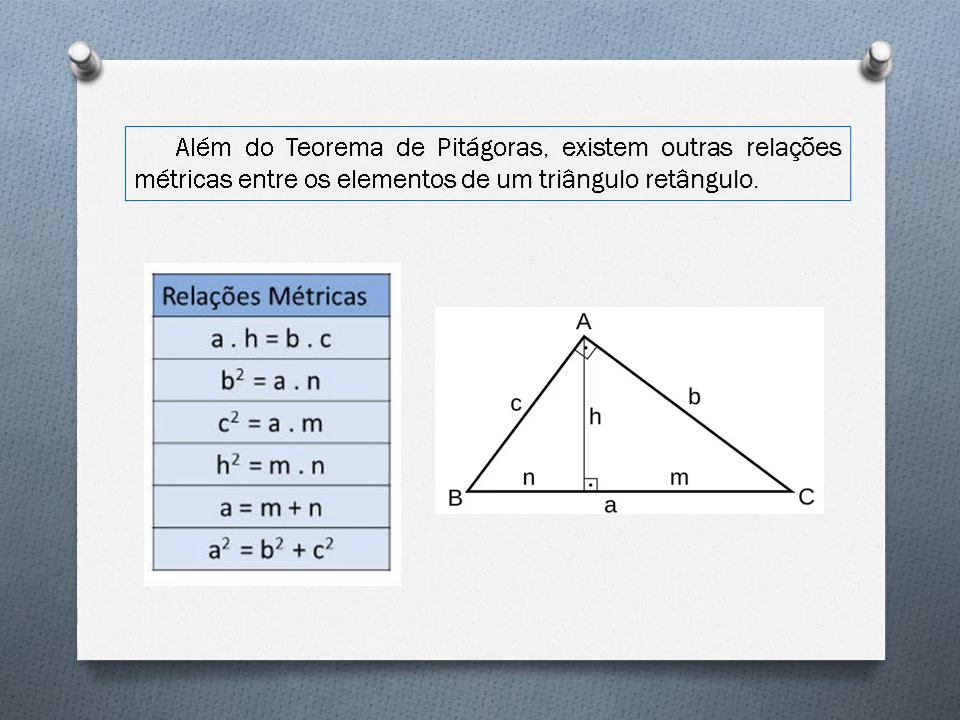 Além do Teorema de Pitágoras, existem outras relações
métricas entre os elementos de um triângulo retângulo.
Relações Métricas
a . h = b . c
b² = a . n
c² = a . m
h² = m . n
a = m + n
a² = b² + c²
A
c
b
h
n
m
B
C
a